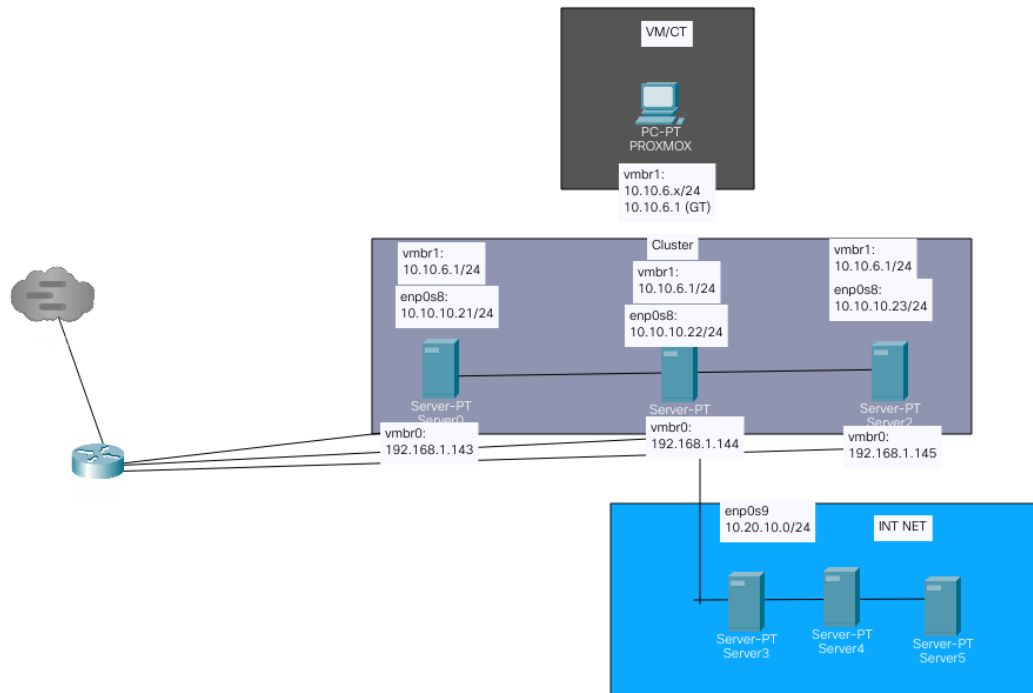 VM/CT
PC-PT
PROXMOX
vmbr1:
10.10.6.x/24
10.10.6.1 (GT)
Cluster
vmbr1:
10.10.6.1/24
enp0s8:
10.10.10.21/24
vmbr1:
10.10.6.1/24
enp0s8:
10.10.10.22/24
vmbr1:
10.10.6.1/24
enp0s8:
10.10.10.23/24
Server-PT
Server0
Server-PT
Server-PT
Server2
vmbr0:
192.168.1.143
vmbr0:
192.168.1.144
vmbr0:
192.168.1.145
enp0s9
10.20.10.0/24
INT NET
Server-PT
Server3
Server-PT
Server4
Server-PT
Server5